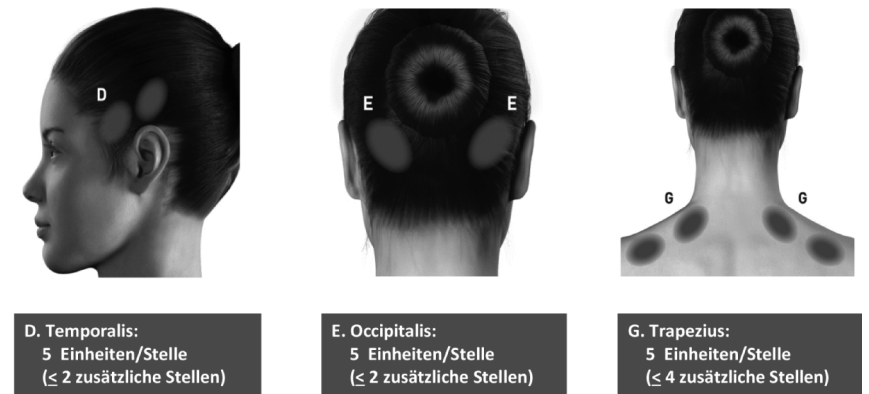 D
E E
G G
D. Temporalis:
5 Einheiten/Stelle
(≤ 2 zusätzliche Stellen)
E. Occipitalis:
5 Einheiten/Stelle
(≤ 2 zusätzliche Stellen)
G. Trapezius:
5 Einheiten/Stelle
(≤ 4 zusätzliche Stellen)